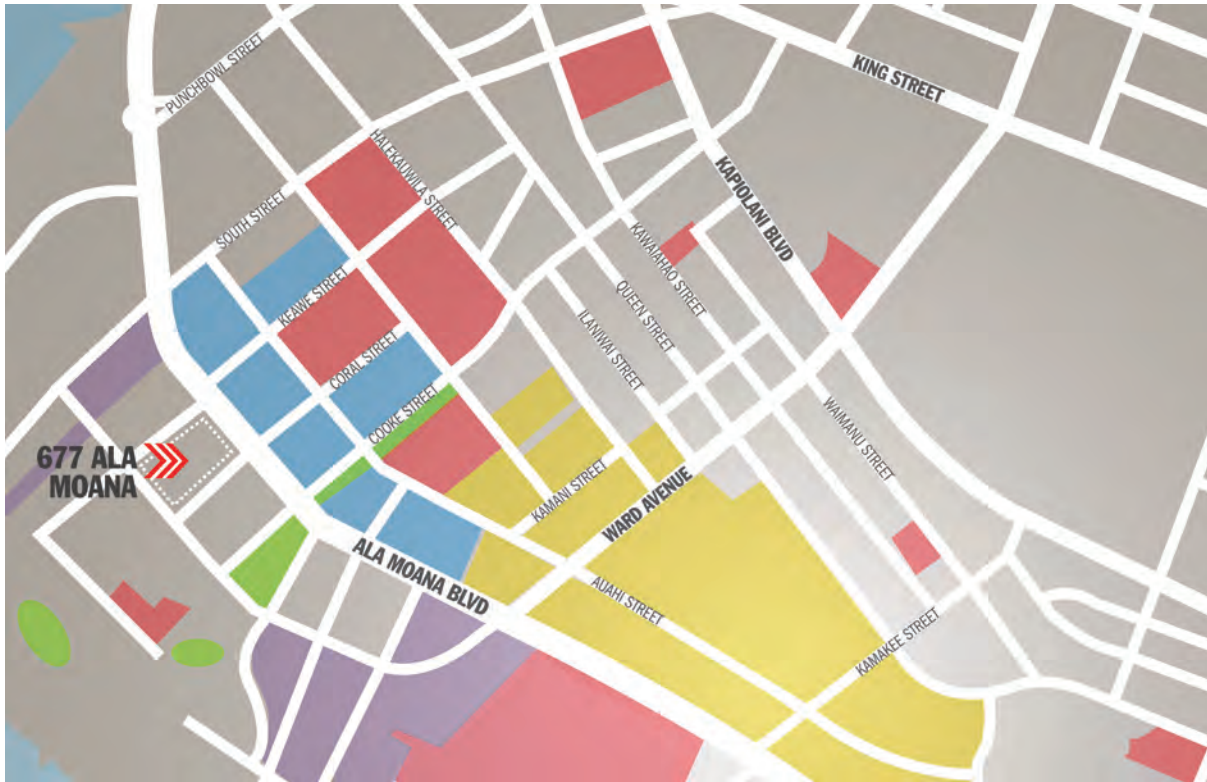 PUNCHBOWL STREET
KING STREET
HALEKAUWILA STREET
KAPIOLANI BLVD
SOUTH STREET
KAWAIAHAO STREET
KEAWE STREET
QUEEN STREET
ILANIWAI STREET
CORAL STREET
COOKE STREET
WAIMANU STREET
677 ALA
MOANA
KAMANI STREET
WARD AVENUE
ALA MOANA BLVD
AUAHI STREET
KAMAKEE STREET